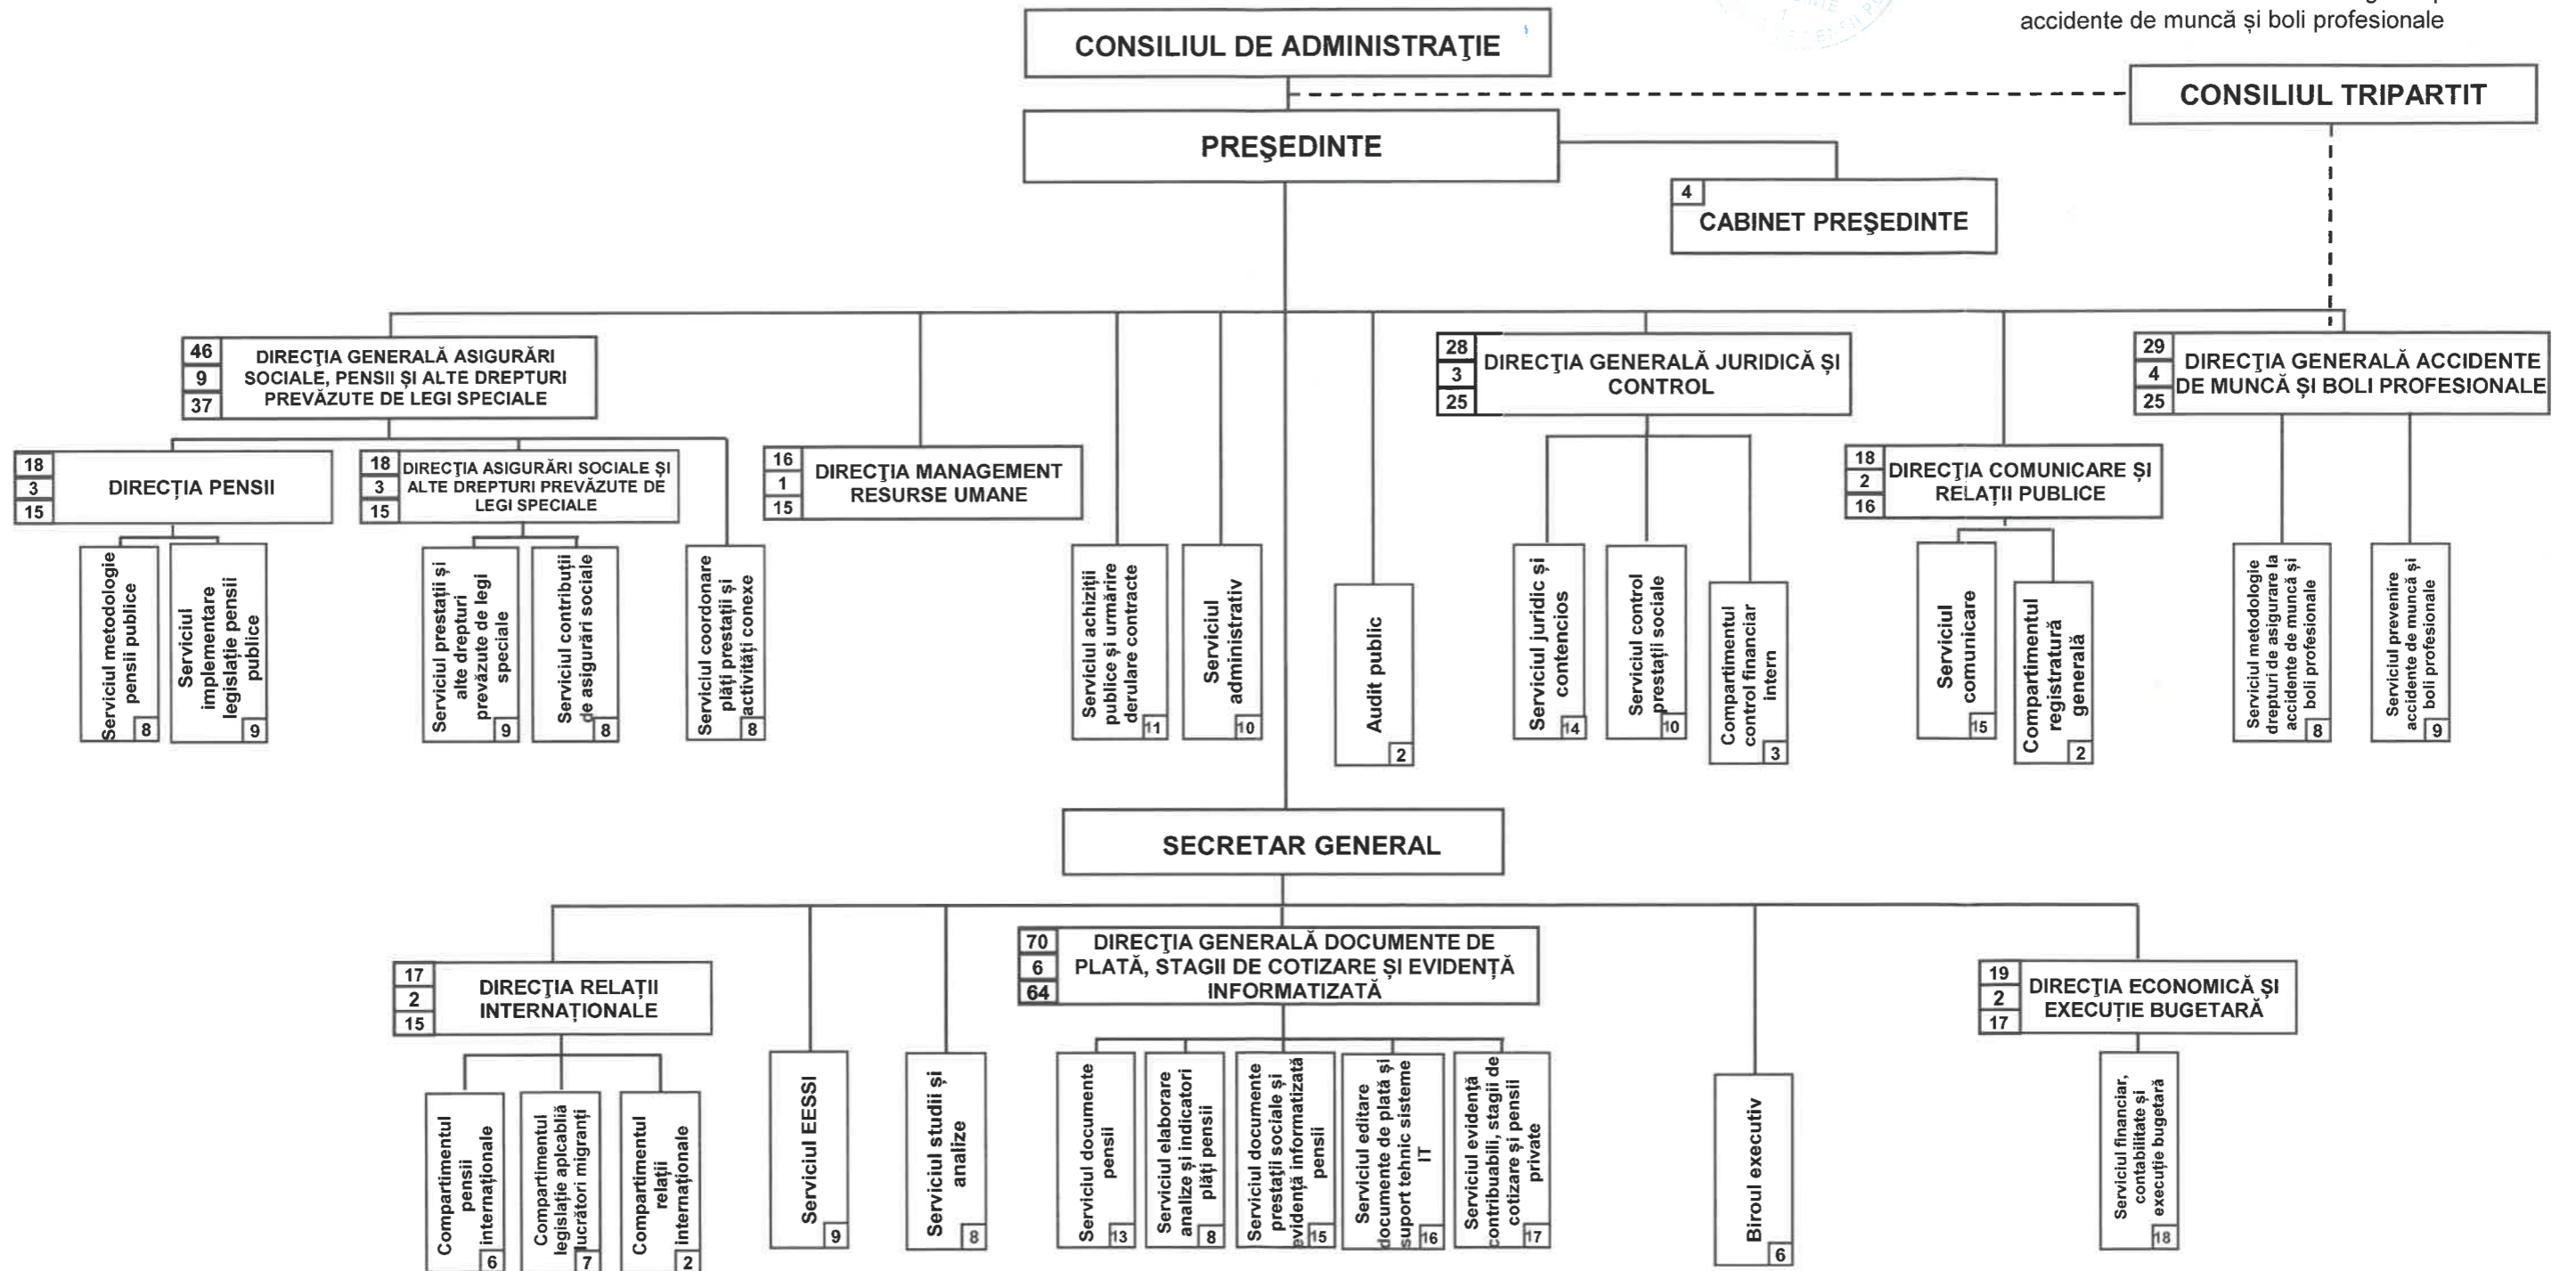 accidente de muncă și boli profesionale
CONSILIUL DE ADMINISTRAŢIE
CONSILIUL TRIPARTIT
PREŞEDINTE
4
CABINET PREŞEDINTE
46
9
37
DIRECŢIA GENERALĂ ASIGURĂRI
SOCIALE, PENSII ȘI ALTE DREPTURI
PREVĂZUTE DE LEGI SPECIALE
28
3
25
DIRECŢIA GENERALĂ JURIDICĂ ȘI
CONTROL
29
4
25
DIRECŢIA GENERALĂ ACCIDENTE
DE MUNCĂ ȘI BOLI PROFESIONALE
18
3
15
DIRECȚIA PENSII
18
3
15
DIRECŢIA ASIGURĂRI SOCIALE ȘI
ALTE DREPTURI PREVĂZUTE DE
LEGI SPECIALE
16
1
15
DIRECŢIA MANAGEMENT
RESURSE UMANE
18
2
16
DIRECŢIA COMUNICARE ȘI
RELAȚII PUBLICE
Serviciul metodologie
pensii publice
8
Serviciul
implementare
legislație pensii
publice
9
Serviciul prestații și
alte drepturi
prevăzute de legi
speciale
9
Serviciul contribuții
de asigurări sociale
8
Serviciul coordonare
plăți prestații și
activități conexe
8
Serviciul achiziții
publice și urmărire
derulare contracte
11
Serviciul
administrativ
10
Audit public
2
Serviciul juridic și
contencios
14
Serviciul control
prestații sociale
10
Compartimentul
control financiar
intern
3
Serviciul
comunicare
15
Compartimentul
registratură
generală
2
Serviciul metodologie
drepturi de asigurare la
accidente de muncă și
boli profesionale
8
Serviciul prevenire
accidente de muncă și
boli profesionale
9
SECRETAR GENERAL
17
2
15
DIRECŢIA RELAȚII
INTERNAȚIONALE
70
6
64
DIRECŢIA GENERALĂ DOCUMENTE DE
PLATĂ, STAGII DE COTIZARE ȘI EVIDENȚĂ
INFORMATIZATĂ
19
2
17
DIRECŢIA ECONOMICĂ ȘI
EXECUȚIE BUGETARĂ
Compartimentul
pensii
internaționale
6
Compartimentul
legislație aplcabliă
lucrători migranți
7
Compartimentul
relații
internaționale
2
Serviciul EESSI
9
Serviciul studii și
analize
8
Serviciul documente
pensii
13
Serviciul elaborare
analize și indicatori
plăți pensii
8
Serviciul documente
prestaţii sociale și
evidență informatizată
pensii
15
Serviciul editare
documente de plată și
suport tehnic sisteme
IT
16
Serviciul evidență
contribuabili, stagii de
cotizare și pensii
private
17
Biroul executiv
6
Serviciul financiar,
contabilitate și
execuție bugetară
18